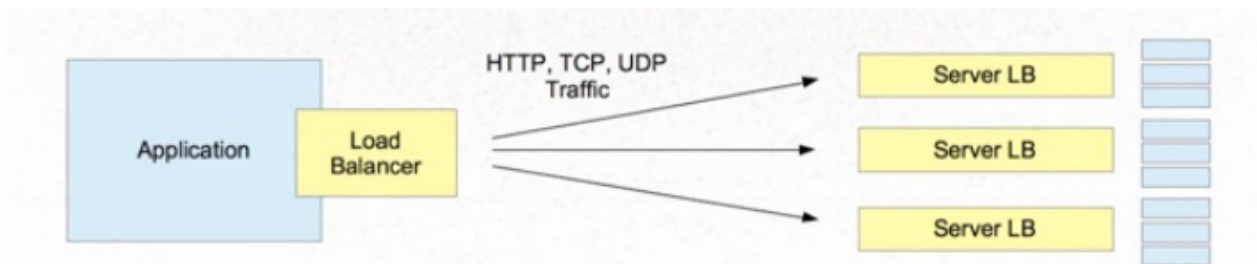 HTTP, TCP, UDP
Traffic
Application
Load
Balancer
Server LB
Server LB
Server LB